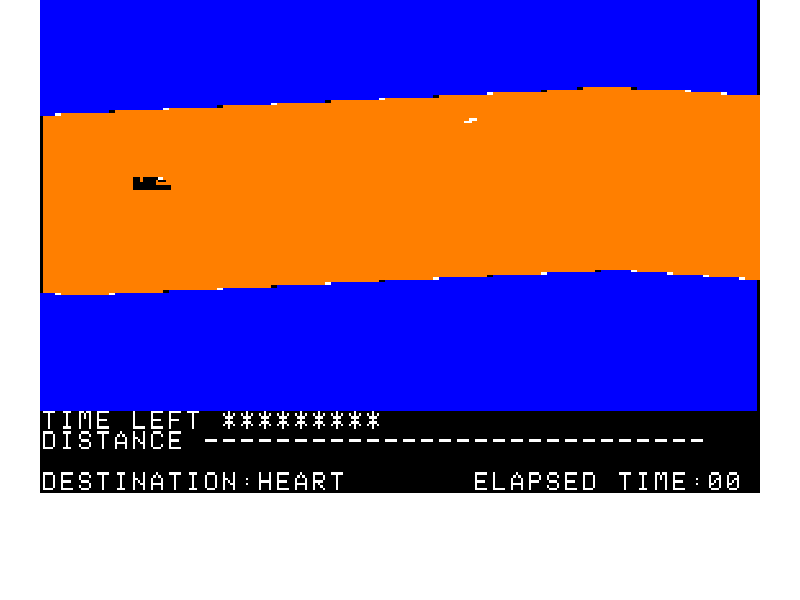 TIME LEFT *********
DISTANCE ----------------------------
DESTINATION:HEART ELAPSED TIME:00